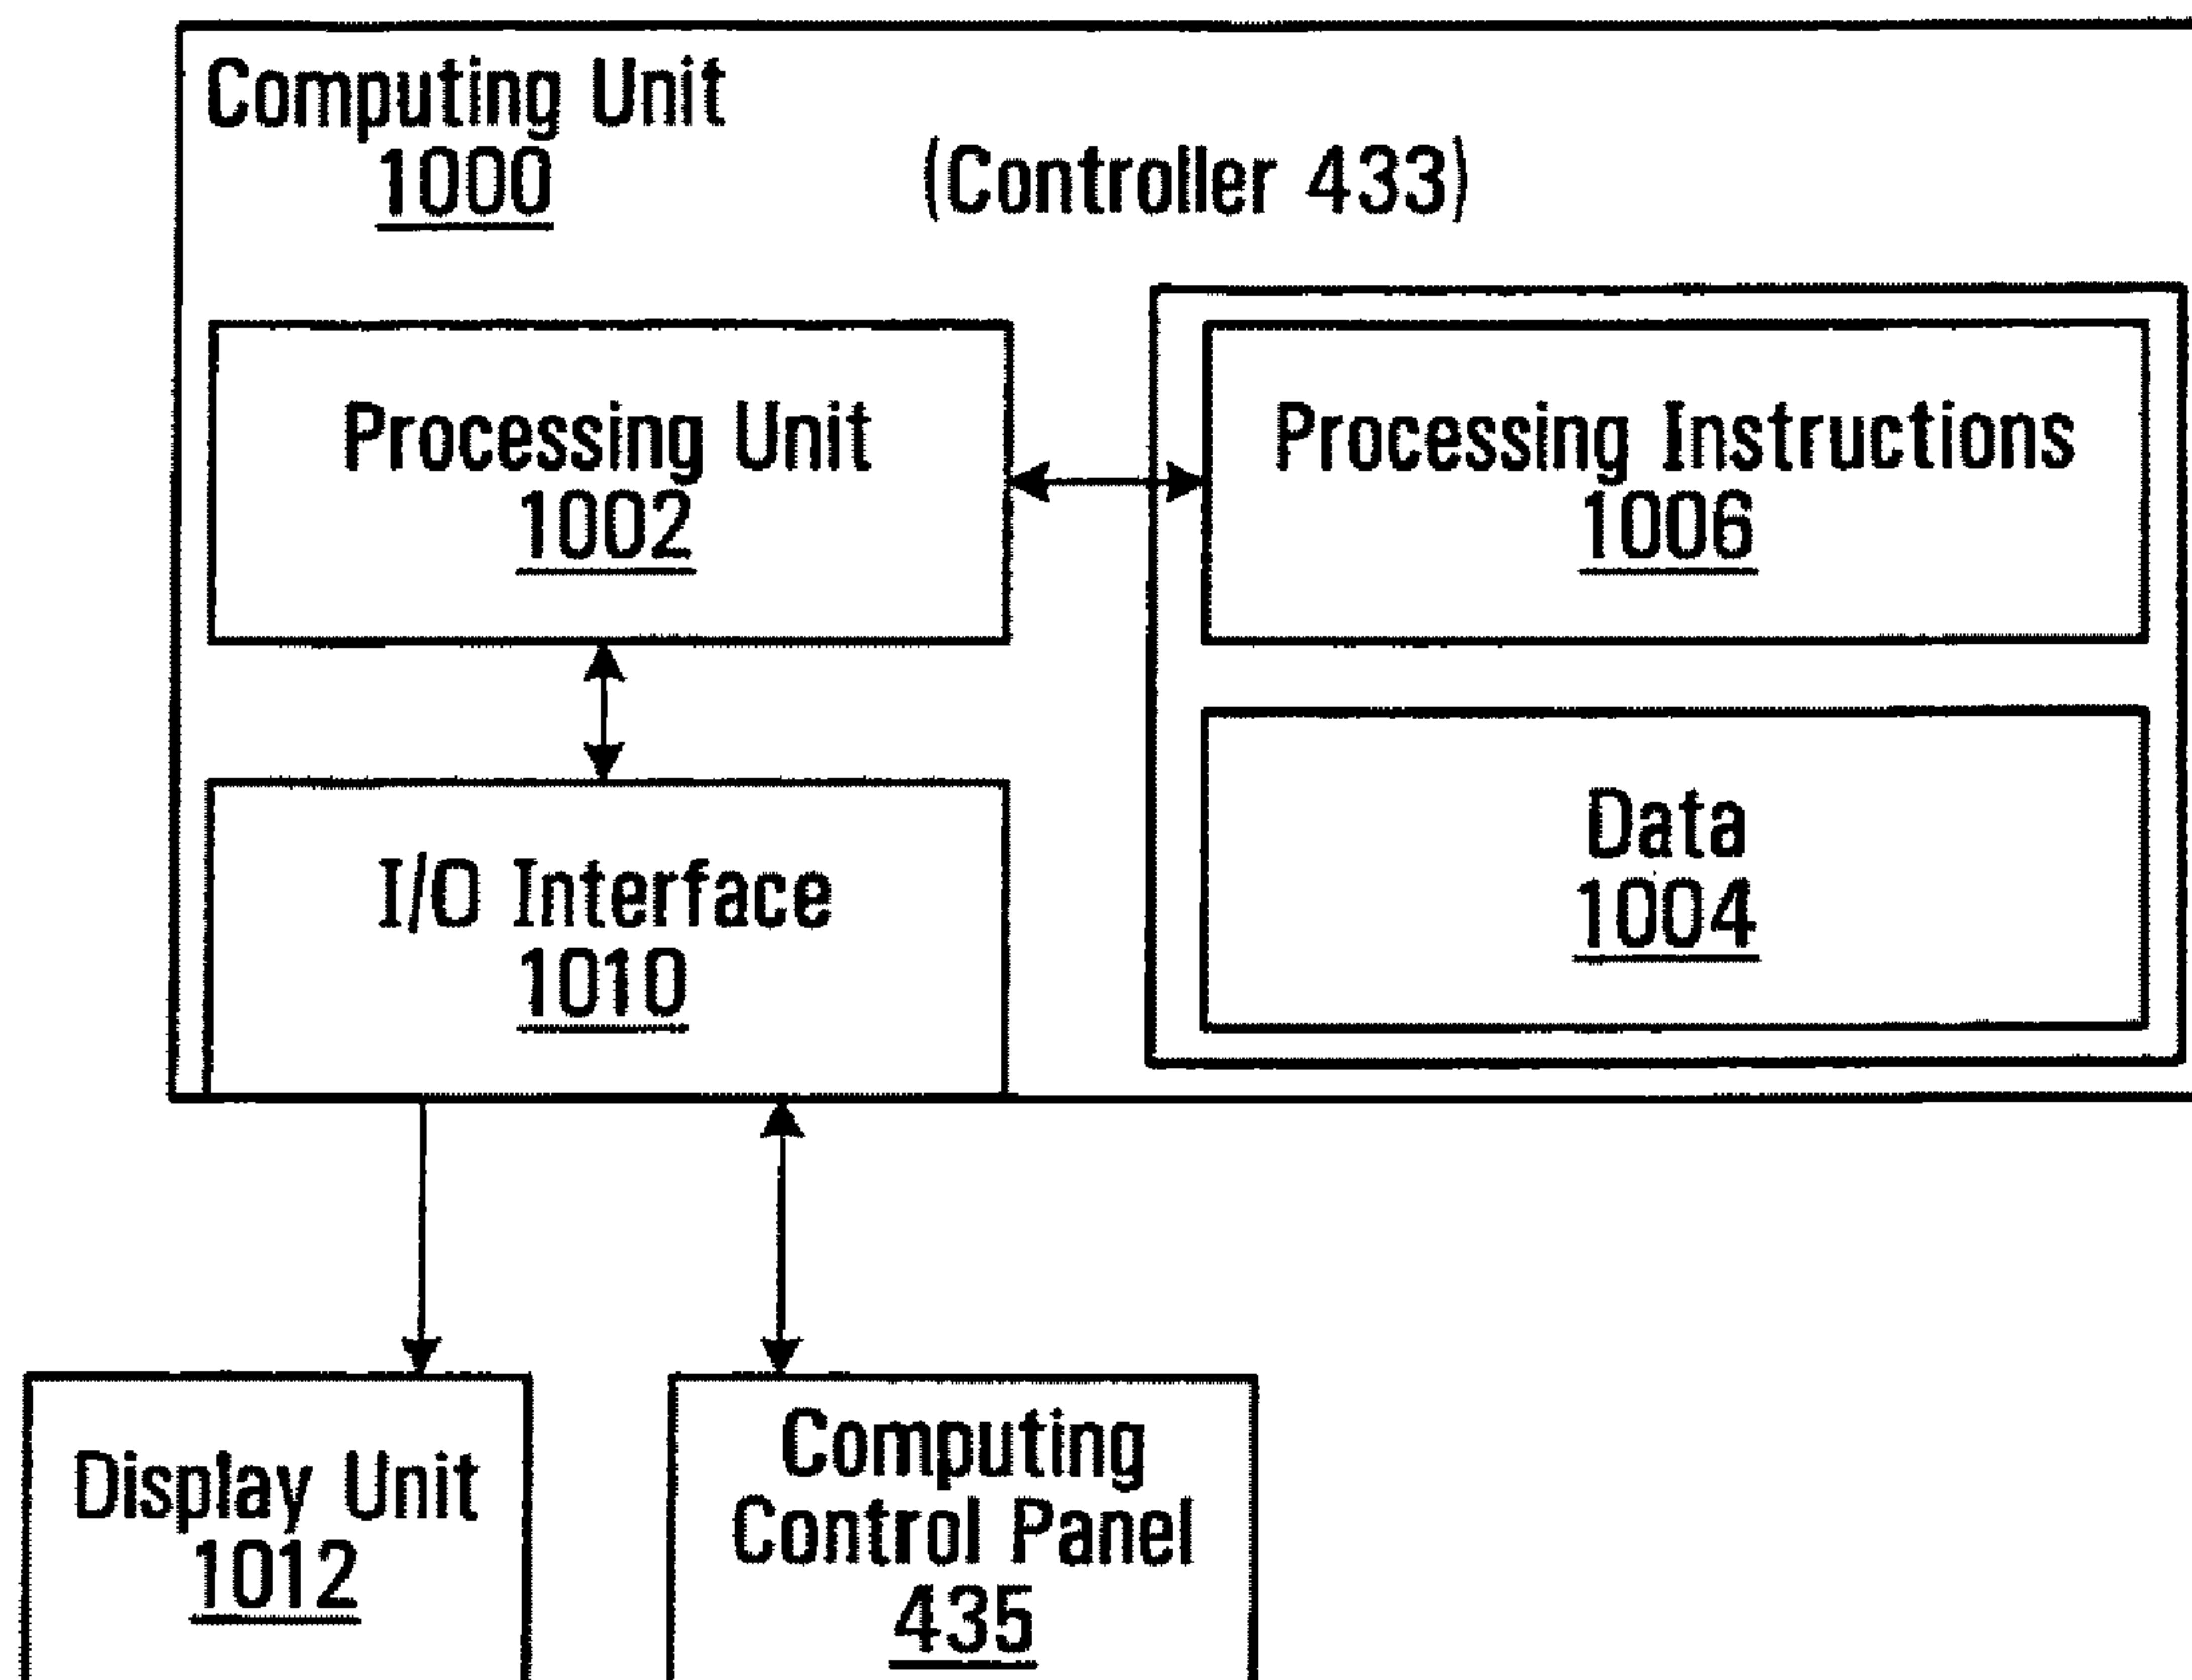 Computing Unit
1000
(Controller 433)
Processing Unit
1002
Processing Instructions
1006
I/O Interface
1010
Data
1004
Display Unit
1012
Computing
Control Panel
435